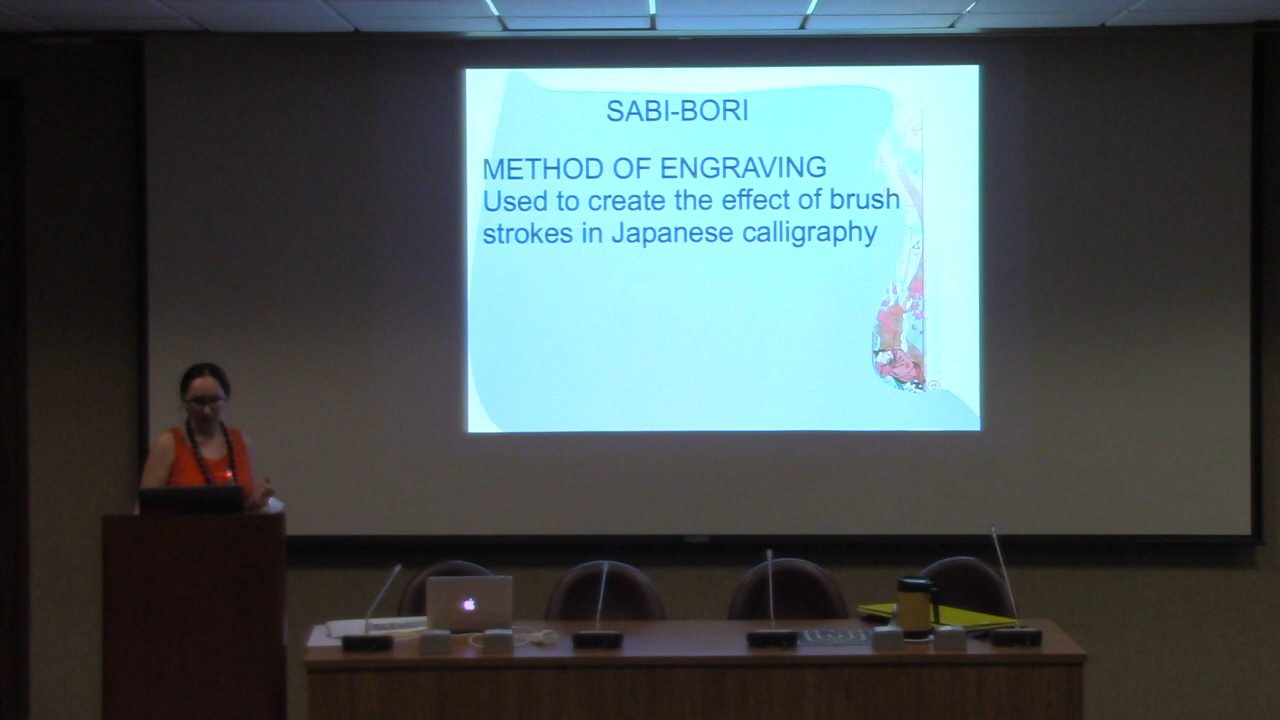 SABI-BORI
METHOD OF ENGRAVING
Used to create the effect of brush
strokes in Japanese calligraphy